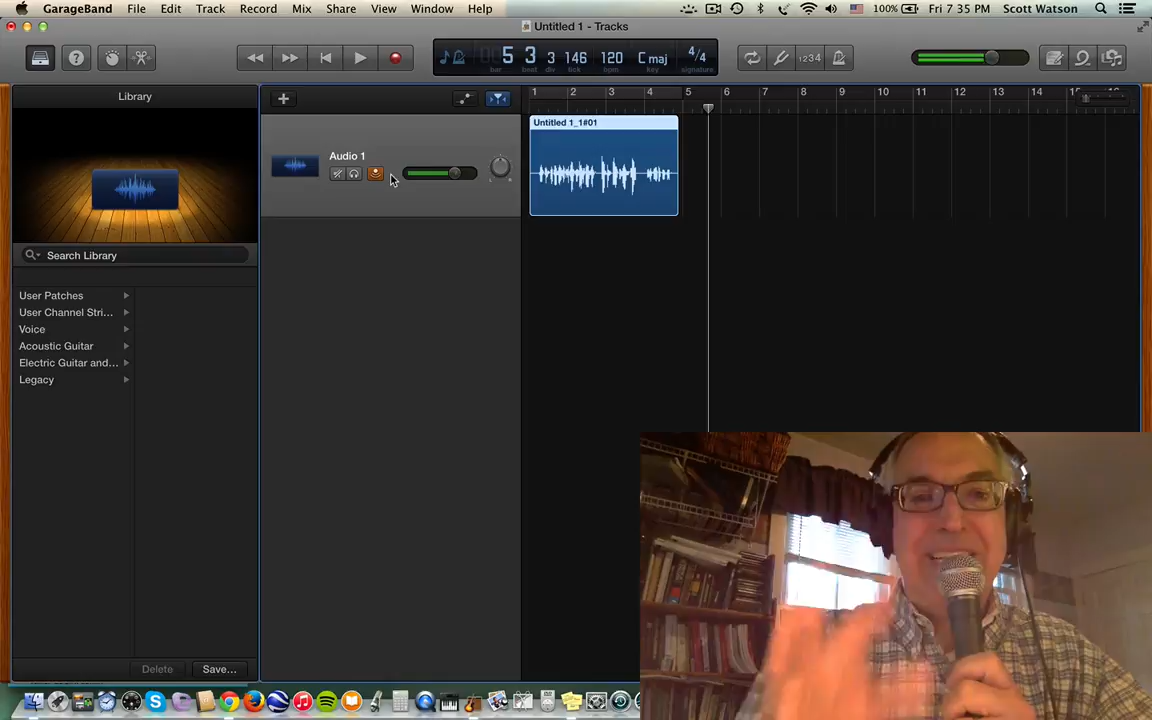 GarageBand File Edit Track Record Mix Share View Window Help 100% Fri 7 35 PM Scott Watson
Untitled 1 - Tracks
1234
5 3 3 146 120 C maj 4/4
bar beat div tick bpm key signature
Library
1 2 3 4 5 6 7 8 9 10 11 12 13 14 15 16
Untitled 1_1#01
Audio 1
Search Library
User Patches
User Channel Stri...
Voice
Acoustic Guitar
Electric Guitar and...
Legacy
Delete Save...